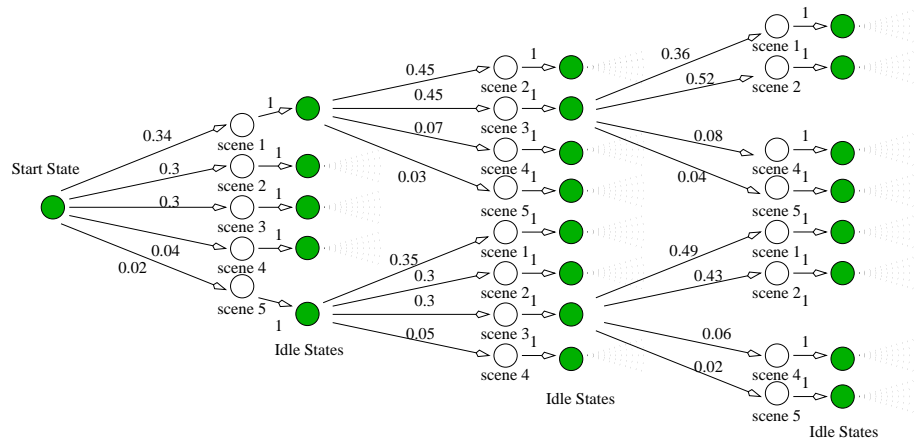 Start State
0.34
0.3
0.3
0.04
0.02
scene 1
scene 2
scene 3
scene 4
scene 5
1
1
1
1
1
Idle States
0.45
0.45
0.07
0.03
scene 2
scene 3
scene 4
scene 5
1
1
1
1
0.35
0.3
0.3
0.05
scene 1
scene 2
scene 3
scene 4
1
1
1
1
Idle States
0.36
0.52
0.08
0.04
scene 1
scene 2
scene 4
scene 5
1
1
1
1
0.49
0.43
0.06
0.02
scene 1
scene 2
scene 4
scene 5
1
1
1
1
1
Idle States